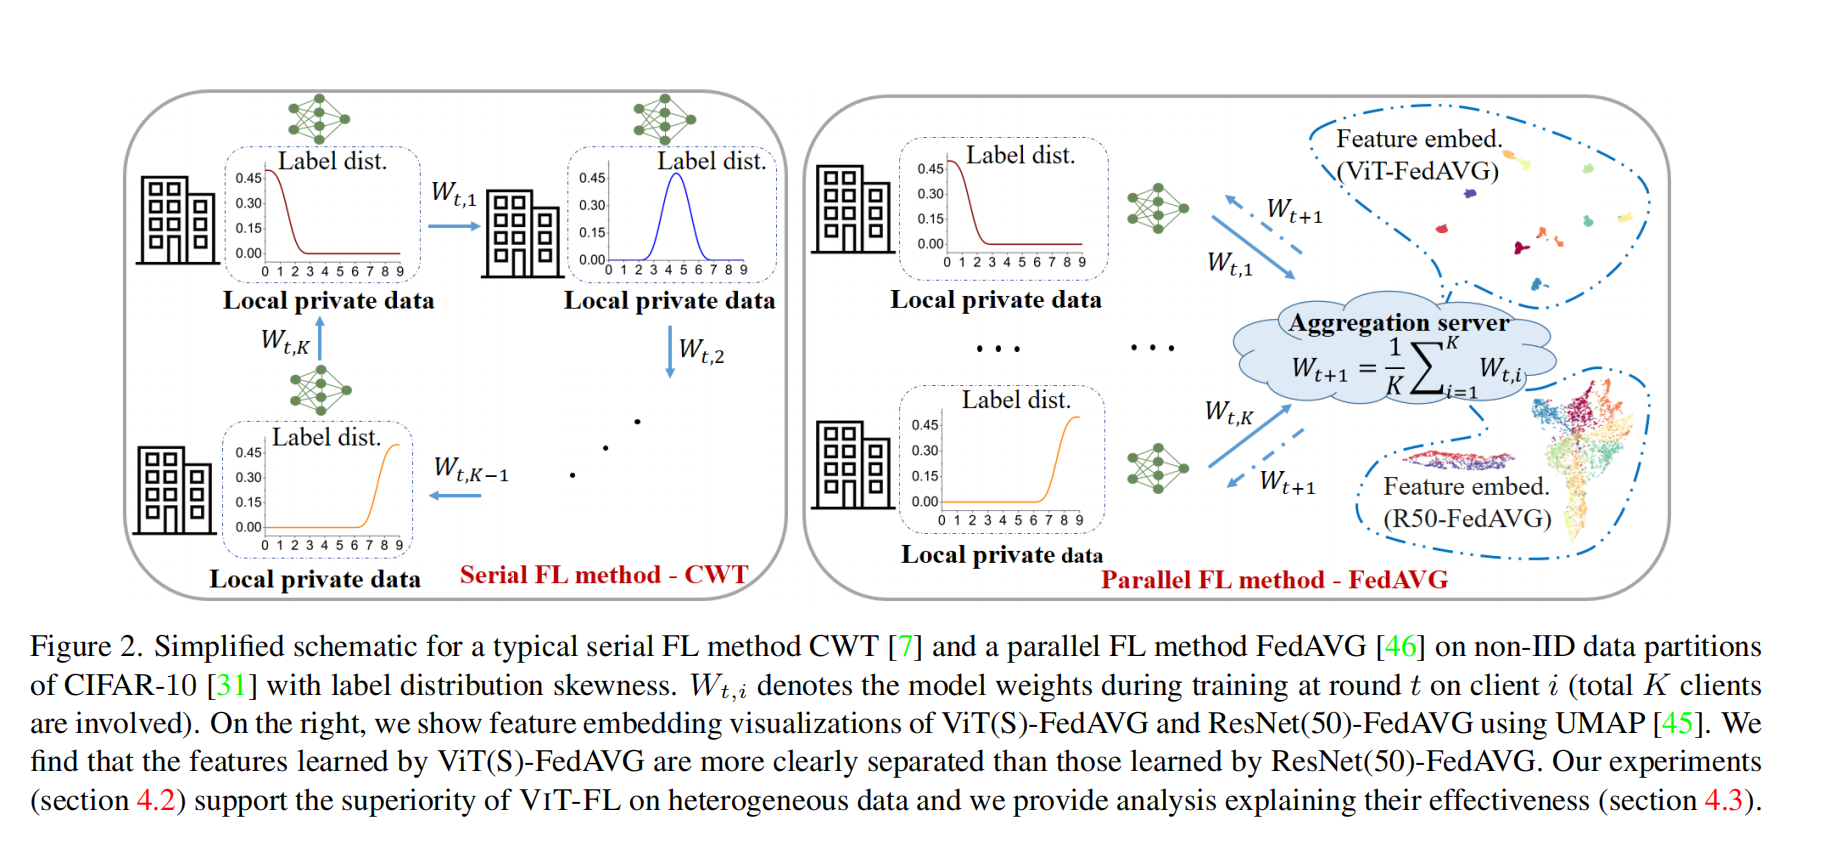 Label dist.
0.45
0.30
0.15
0.00
0 1 2 3 4 5 6 7 8 9
Local private data
W_{t,1}
Label dist.
0.45
0.30
0.15
0.00
0 1 2 3 4 5 6 7 8 9
Local private data
W_{t,K}
W_{t,2}
Label dist.
0.45
0.30
0.15
0.00
0 1 2 3 4 5 6 7 8 9
Local private data
W_{t,K−1}
Serial FL method - CWT
Label dist.
0.45
0.30
0.15
0.00
0 1 2 3 4 5 6 7 8 9
Local private data
W_{t+1}
W_{t,1}
Feature embed.
(ViT-FedAVG)
Aggregation server
W_{t+1} = \frac{1}{K} \sum_{i=1}^{K} W_{t,i}
Label dist.
0.45
0.30
0.15
0.00
0 1 2 3 4 5 6 7 8 9
Local private data
W_{t,K}
W_{t+1}
Feature embed.
(R50-FedAVG)
Parallel FL method - FedAVG
Figure 2. Simplified schematic for a typical serial FL method CWT [7] and a parallel FL method FedAVG [46] on non-IID data partitions
of CIFAR-10 [31] with label distribution skewness. W_{t,i} denotes the model weights during training at round t on client i (total K clients
are involved). On the right, we show feature embedding visualizations of ViT(S)-FedAVG and ResNet(50)-FedAVG using UMAP [45]. We
find that the features learned by ViT(S)-FedAVG are more clearly separated than those learned by ResNet(50)-FedAVG. Our experiments
(section 4.2) support the superiority of VIT-FL on heterogeneous data and we provide analysis explaining their effectiveness (section 4.3).